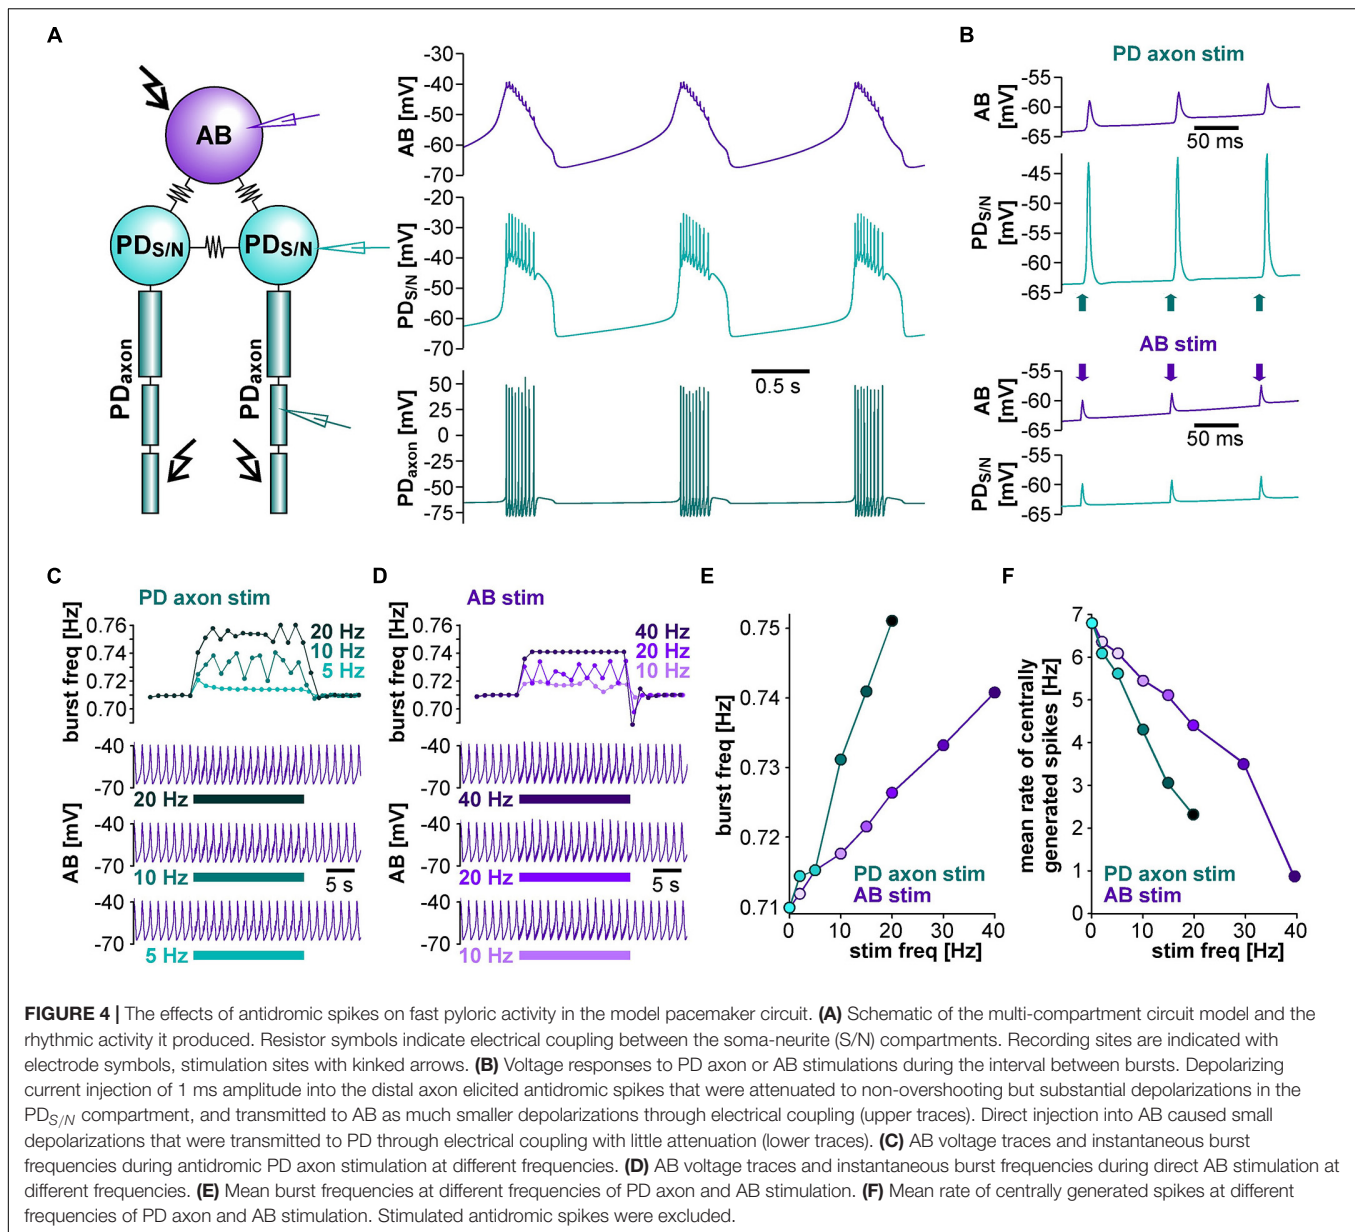 A
AB
PDS/N
PDS/N
PDaxon
PDaxon
AB [mV]
-30
-40
-50
-60
-70
PDS/N [mV]
-20
-30
-40
-50
-60
-70
0.5 s
PDaxon [mV]
50
25
0
-25
-50
-75
B
PD axon stim
AB
[mV]
-55
-60
-65
50 ms
PDS/N
[mV]
-45
-50
-55
-60
-65
AB stim
AB
[mV]
-55
-60
-65
50 ms
PDS/N
[mV]
-55
-60
-65
C
PD axon stim
burst freq [Hz]
0.76
0.74
0.72
0.70
20 Hz
10 Hz
5 Hz
AB [mV]
-40
-70
20 Hz
-40
-70
10 Hz
5 s
-40
-70
5 Hz
D
AB stim
burst freq [Hz]
0.76
0.74
0.72
0.70
40 Hz
20 Hz
10 Hz
AB [mV]
-40
-70
40 Hz
-40
-70
20 Hz
5 s
-40
-70
10 Hz
E
burst freq [Hz]
0.75
0.74
0.73
0.72
0.71
PD axon stim
AB stim
0 10 20 30 40
stim freq [Hz]
F
mean rate of centrally
generated spikes [Hz]
7
6
5
4
3
2
1
0
PD axon stim
AB stim
0 10 20 30 40
stim freq [Hz]
FIGURE 4 | The effects of antidromic spikes on fast pyloric activity in the model pacemaker circuit. (A) Schematic of the multi-compartment circuit model and the
rhythmic activity it produced. Resistor symbols indicate electrical coupling between the soma-neurite (S/N) compartments. Recording sites are indicated with
electrode symbols, stimulation sites with kinked arrows. (B) Voltage responses to PD axon or AB stimulations during the interval between bursts. Depolarizing
current injection of 1 ms amplitude into the distal axon elicited antidromic spikes that were attenuated to non-overshooting but substantial depolarizations in the
PDS/N compartment, and transmitted to AB as much smaller depolarizations through electrical coupling (upper traces). Direct injection into AB caused small
depolarizations that were transmitted to PD through electrical coupling with little attenuation (lower traces). (C) AB voltage traces and instantaneous burst
frequencies during antidromic PD axon stimulation at different frequencies. (D) AB voltage traces and instantaneous burst frequencies during direct AB stimulation at
different frequencies. (E) Mean burst frequencies at different frequencies of PD axon and AB stimulation. (F) Mean rate of centrally generated spikes at different
frequencies of PD axon and AB stimulation. Stimulated antidromic spikes were excluded.